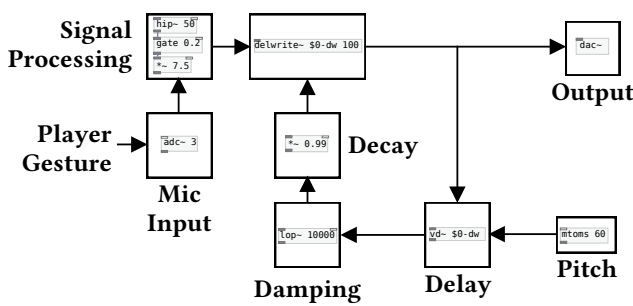 Signal
Processing
hip~ 50
gate 0.2
*~ 7.5
delwrite~ $0-dw 100
dac~
Output
Player
Gesture
adc~ 3
Mic
Input
*~ 0.99
Decay
lop~ 10000
Damping
vd~ $0-dw
Delay
mtoms 60
Pitch